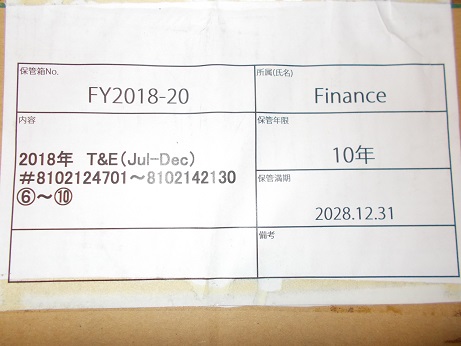 保管箱No.
FY2018-20
所属(氏名)
Finance
内容
2018年 T&E(Jul-Dec)
#8102124701～8102142130
⑥～⑩
保管年限
10年
保管満期
2028.12.31
備考